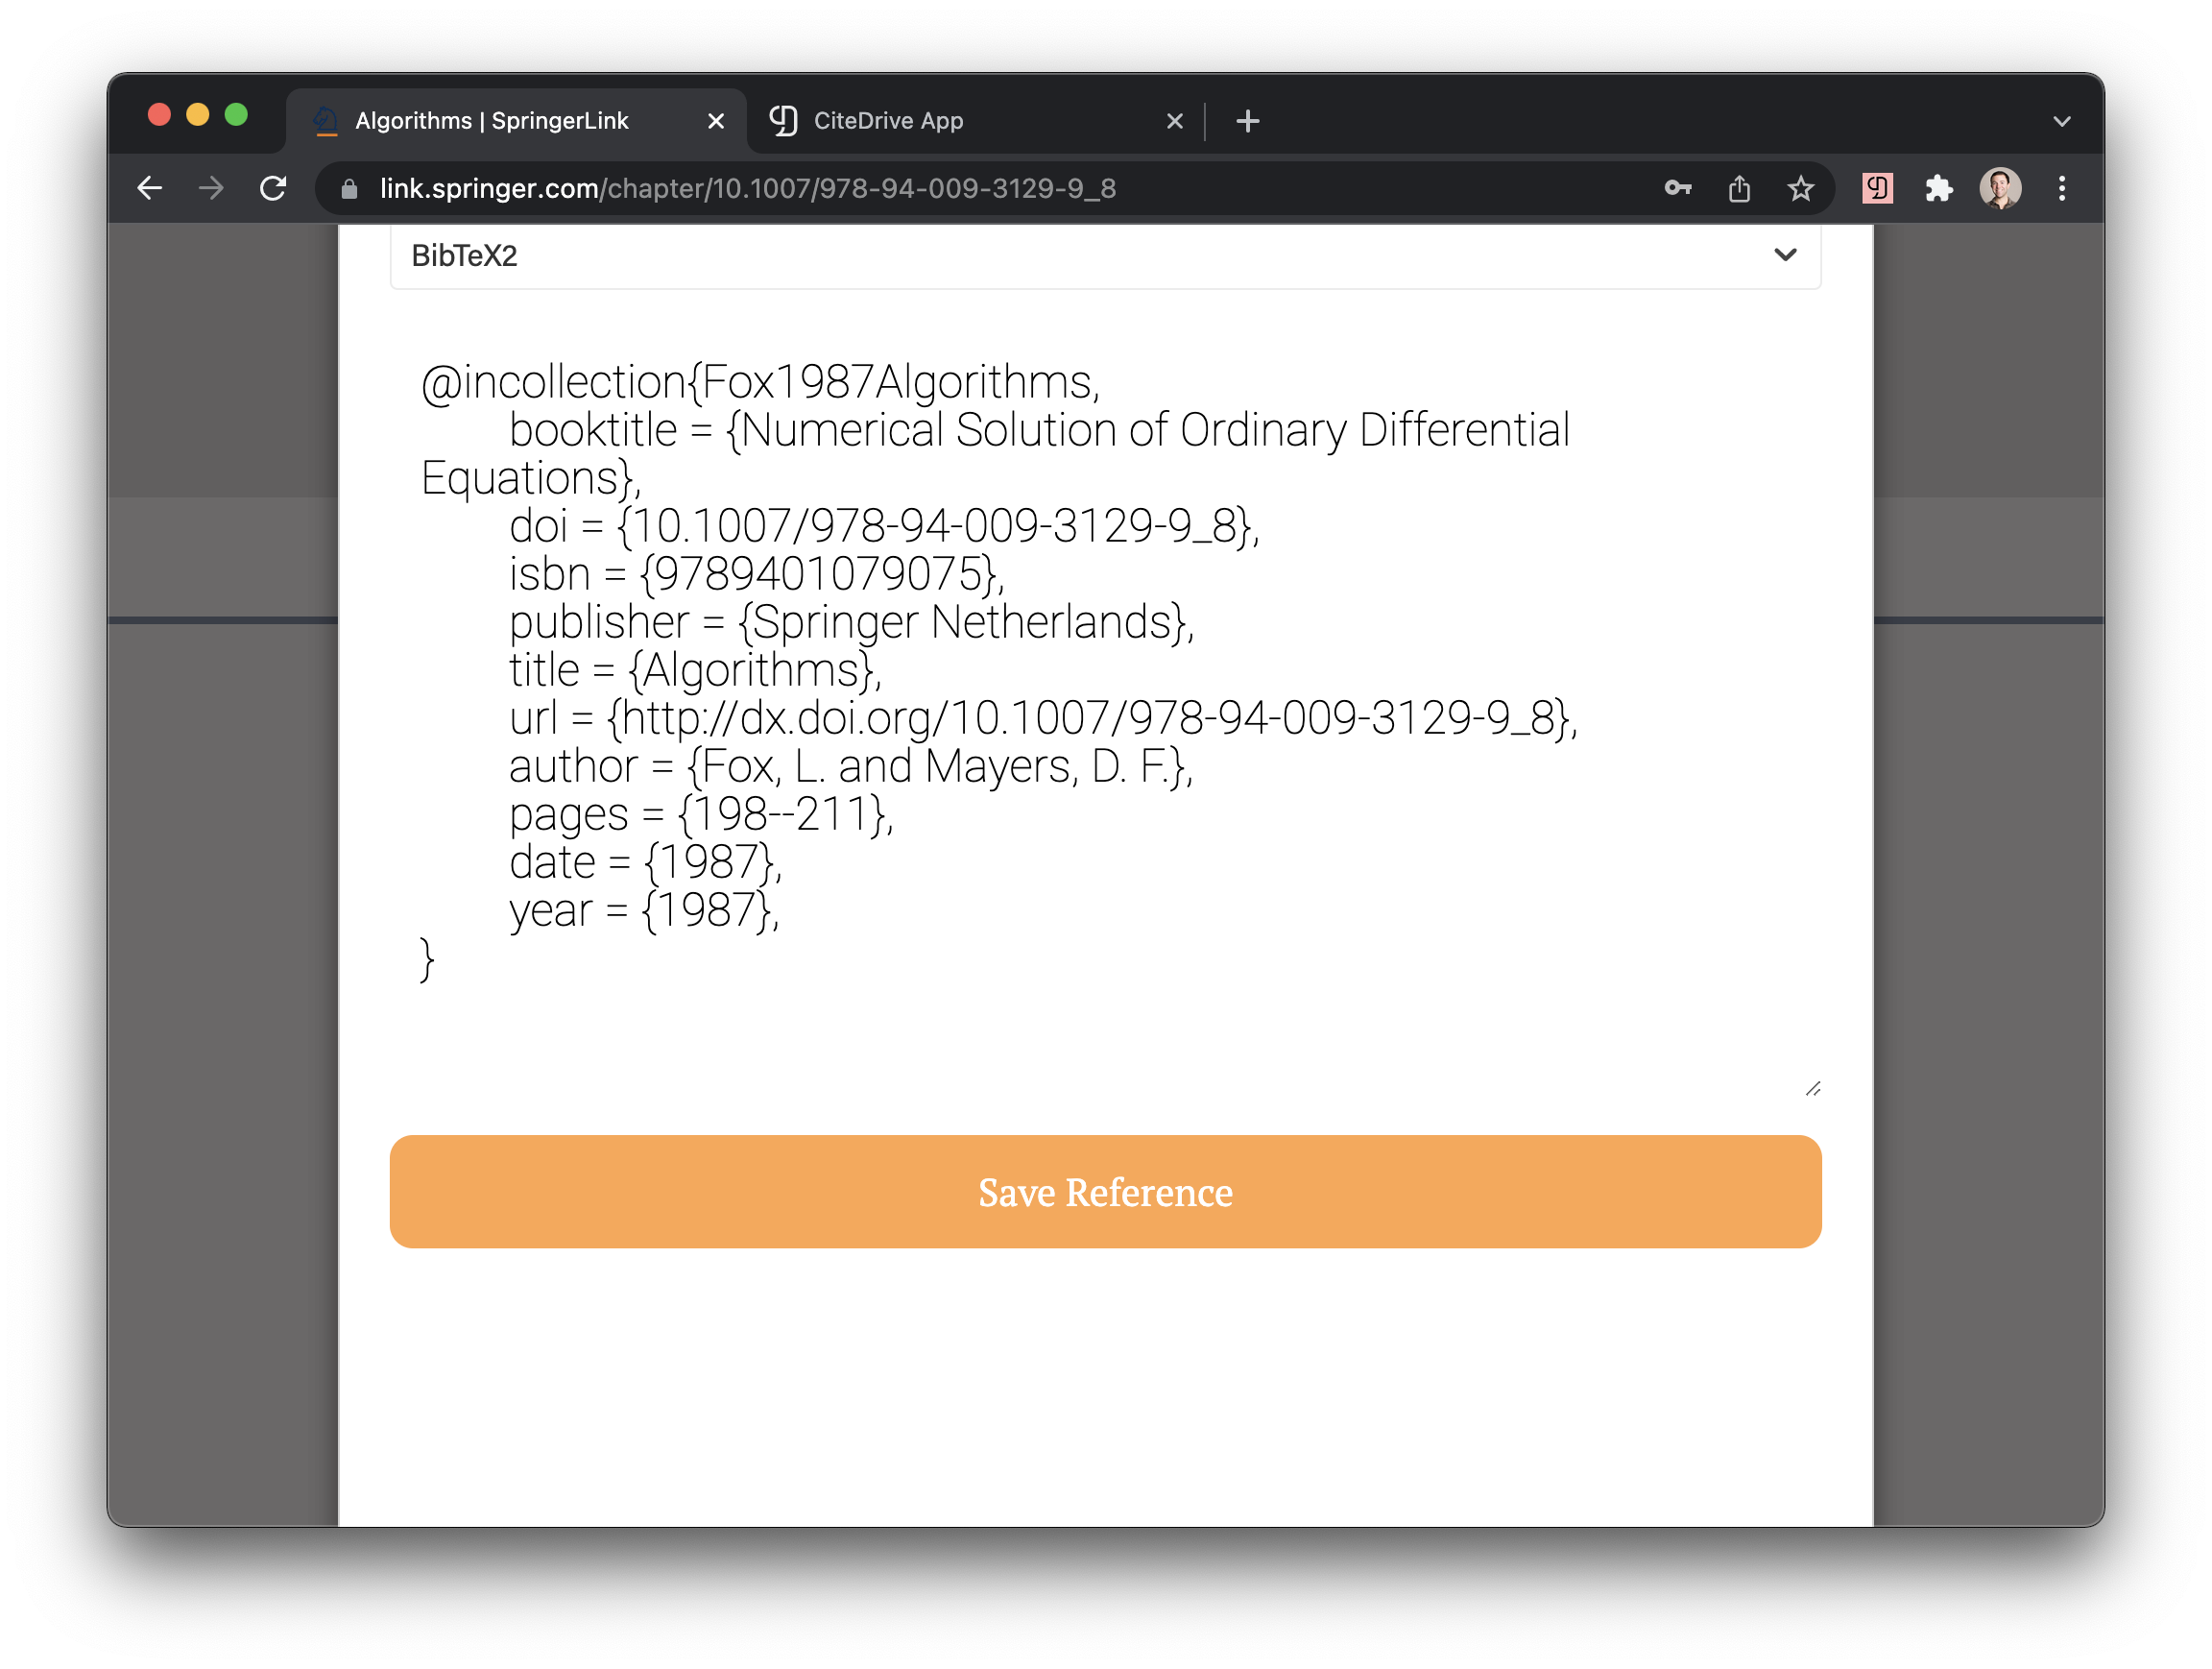 Algorithms | SpringerLink
CiteDrive App
link.springer.com/chapter/10.1007/978-94-009-3129-9_8
BibTeX2
@incollection{Fox1987Algorithms,
booktitle = {Numerical Solution of Ordinary Differential
Equations},
doi = {10.1007/978-94-009-3129-9_8},
isbn = {9789401079075},
publisher = {Springer Netherlands},
title = {Algorithms},
url = {http://dx.doi.org/10.1007/978-94-009-3129-9_8},
author = {Fox, L. and Mayers, D. F.},
pages = {198--211},
date = {1987},
year = {1987},
}
Save Reference